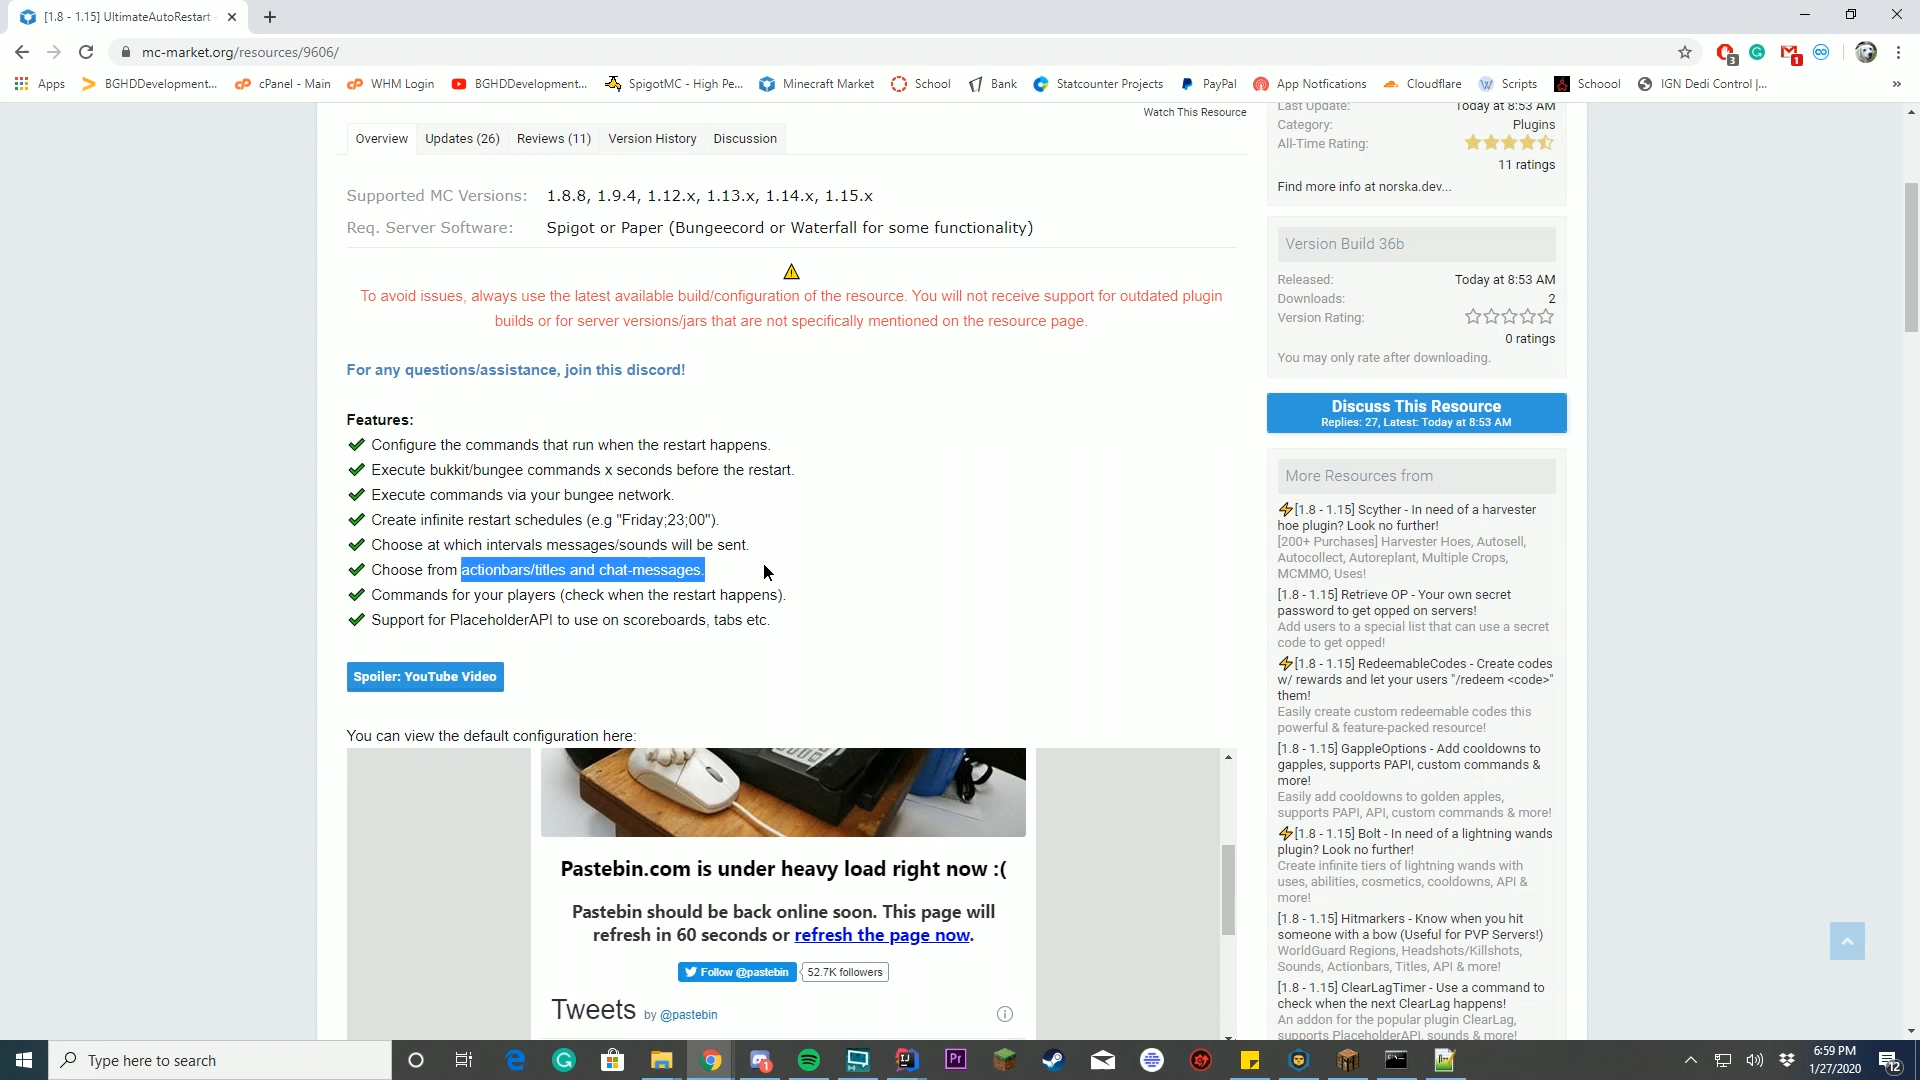 [1.8 - 1.15] UltimateAutoRestart
mc-market.org/resources/9606/
3
1
Apps
BGHDDevelopment...
cPanel - Main
WHM Login
BGHDDevelopment...
SpigotMC - High Pe...
Minecraft Market
School
Bank
Statcounter Projects
PayPal
App Notfications
Cloudflare
Scripts
Schoool
IGN Dedi Control |-...
»
Watch This Resource
Overview
Updates (26)
Reviews (11)
Version History
Discussion
Supported MC Versions: 1.8.8, 1.9.4, 1.12.x, 1.13.x, 1.14.x, 1.15.x
Req. Server Software: Spigot or Paper (Bungeecord or Waterfall for some functionality)
To avoid issues, always use the latest available build/configuration of the resource. You will not receive support for outdated plugin
builds or for server versions/jars that are not specifically mentioned on the resource page.
For any questions/assistance, join this discord!
Features:
Configure the commands that run when the restart happens.
Execute bukkit/bungee commands x seconds before the restart.
Execute commands via your bungee network.
Create infinite restart schedules (e.g "Friday;23;00").
Choose at which intervals messages/sounds will be sent.
Choose from actionbars/titles and chat-messages.
Commands for your players (check when the restart happens).
Support for PlaceholderAPI to use on scoreboards, tabs etc.
Spoiler: YouTube Video
You can view the default configuration here:
Pastebin.com is under heavy load right now :(
Pastebin should be back online soon. This page will
refresh in 60 seconds or refresh the page now.
Follow @pastebin
52.7K followers
Tweets by @pastebin
Last Update: Today at 8:53 AM
Category: Plugins
All-Time Rating:
11 ratings
Find more info at norska.dev...
Version Build 36b
Released: Today at 8:53 AM
Downloads: 2
Version Rating:
0 ratings
You may only rate after downloading.
Discuss This Resource
Replies: 27, Latest: Today at 8:53 AM
More Resources from
⚡[1.8 - 1.15] Scyther - In need of a harvester
hoe plugin? Look no further!
[200+ Purchases] Harvester Hoes, Autosell,
Autocollect, Autoreplant, Multiple Crops,
MCMMO, Uses!
[1.8 - 1.15] Retrieve OP - Your own secret
password to get opped on servers!
Add users to a special list that can use a secret
code to get opped!
⚡[1.8 - 1.15] RedeemableCodes - Create codes
w/ rewards and let your users "/redeem <code>"
them!
Easily create custom redeemable codes this
powerful & feature-packed resource!
[1.8 - 1.15] GappleOptions - Add cooldowns to
gapples, supports PAPI, custom commands &
more!
Easily add cooldowns to golden apples,
supports PAPI, API, custom commands & more!
⚡[1.8 - 1.15] Bolt - In need of a lightning wands
plugin? Look no further!
Create infinite tiers of lightning wands with
uses, abilities, cosmetics, cooldowns, API &
more!
[1.8 - 1.15] Hitmarkers - Know when you hit
someone with a bow (Useful for PVP Servers!)
WorldGuard Regions, Headshots/Killshots,
Sounds, Actionbars, Titles, API & more!
[1.8 - 1.15] ClearLagTimer - Use a command to
check when the next ClearLag happens!
An addon for the popular plugin ClearLag,
supports PlaceholderAPI, sounds & more!
Type here to search
1
Pr
6:59 PM
1/27/2020
12